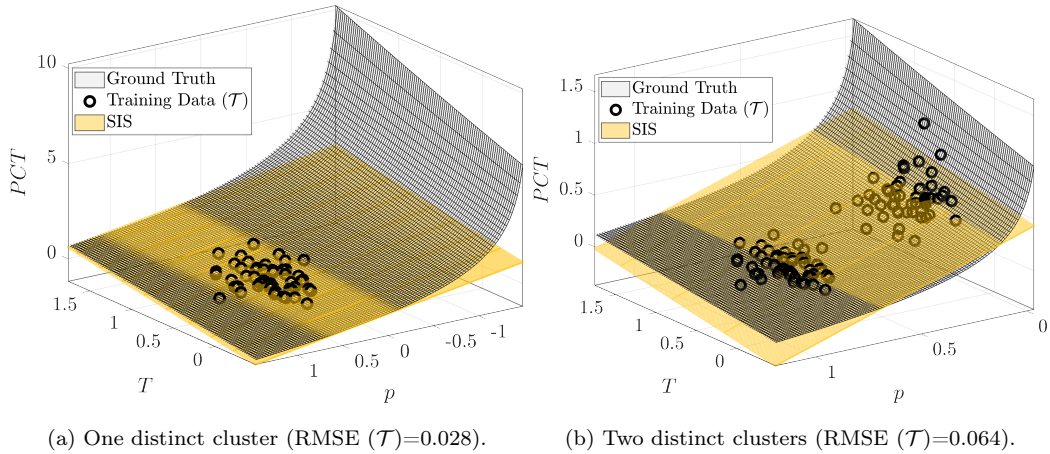 10
5
0
PCT
Ground Truth
Training Data (𝒯)
SIS
1.5
1
0.5
0
T
1
0.5
0
-0.5
-1
p
(a) One distinct cluster (RMSE (𝒯)=0.028).
1.5
1
0.5
0
PCT
Ground Truth
Training Data (𝒯)
SIS
1.5
1
0.5
0
T
1
0.5
0
p
(b) Two distinct clusters (RMSE (𝒯)=0.064).